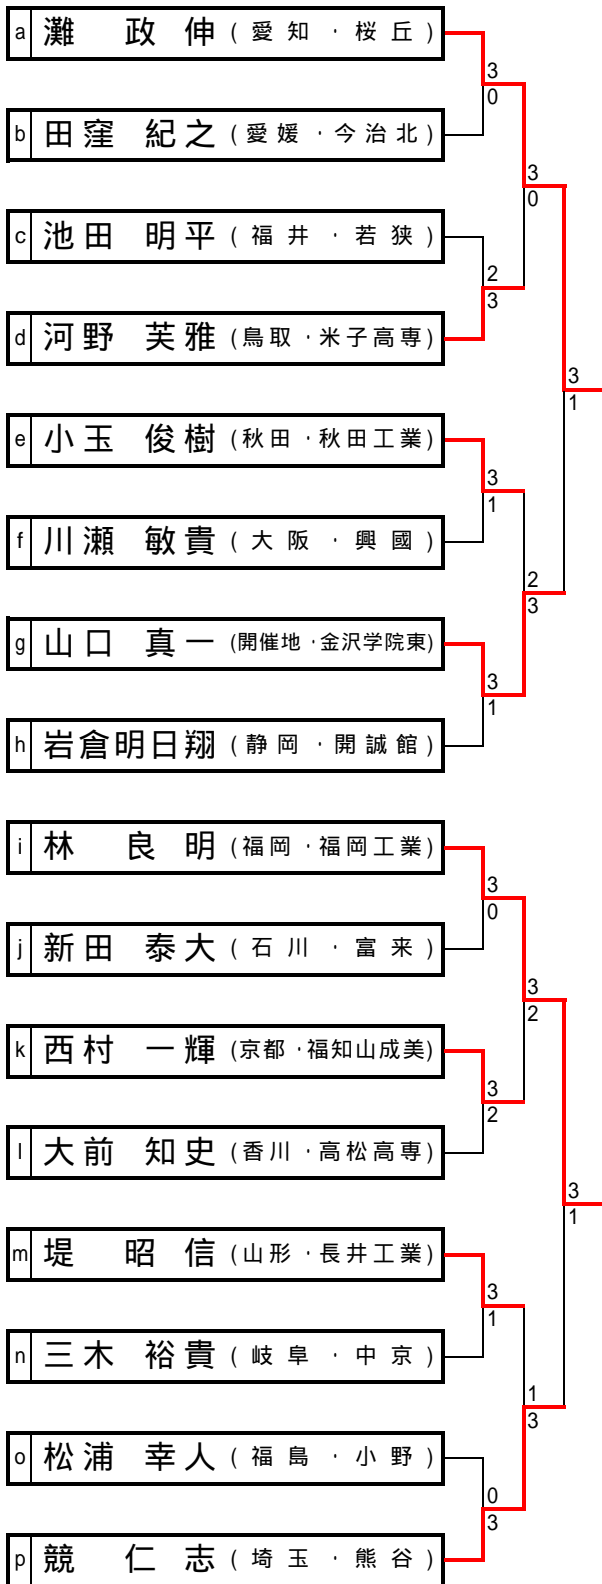 a 灘 政 伸 ( 愛 知 ・ 桜 丘 )
3
0
b 田窪 紀之 ( 愛媛 ・ 今治北 )
3
0
c 池田 明平 ( 福 井 ・ 若 狭 )
2
3
d 河野 芙雅 (鳥取 ・米子高専)
3
1
e 小玉 俊樹 (秋田 ・秋田工業)
3
1
f 川瀬 敏貴 ( 大 阪 ・ 興 國 )
2
3
g 山口 真一 (開催地 ・金沢学院東)
3
1
h 岩倉明日翔 ( 静岡 ・ 開誠館 )
i 林 良 明 (福岡 ・福岡工業)
3
0
j 新田 泰大 ( 石 川 ・ 富 来 )
3
2
k 西村 一輝 (京都 ・福知山成美)
3
2
l 大前 知史 (香川 ・高松高専)
3
1
m 堤 昭 信 (山形 ・長井工業)
3
1
n 三木 裕貴 ( 岐 阜 ・ 中 京 )
1
3
o 松浦 幸人 ( 福 島 ・ 小 野 )
0
3
p 競 仁 志 ( 埼 玉 ・ 熊 谷 )